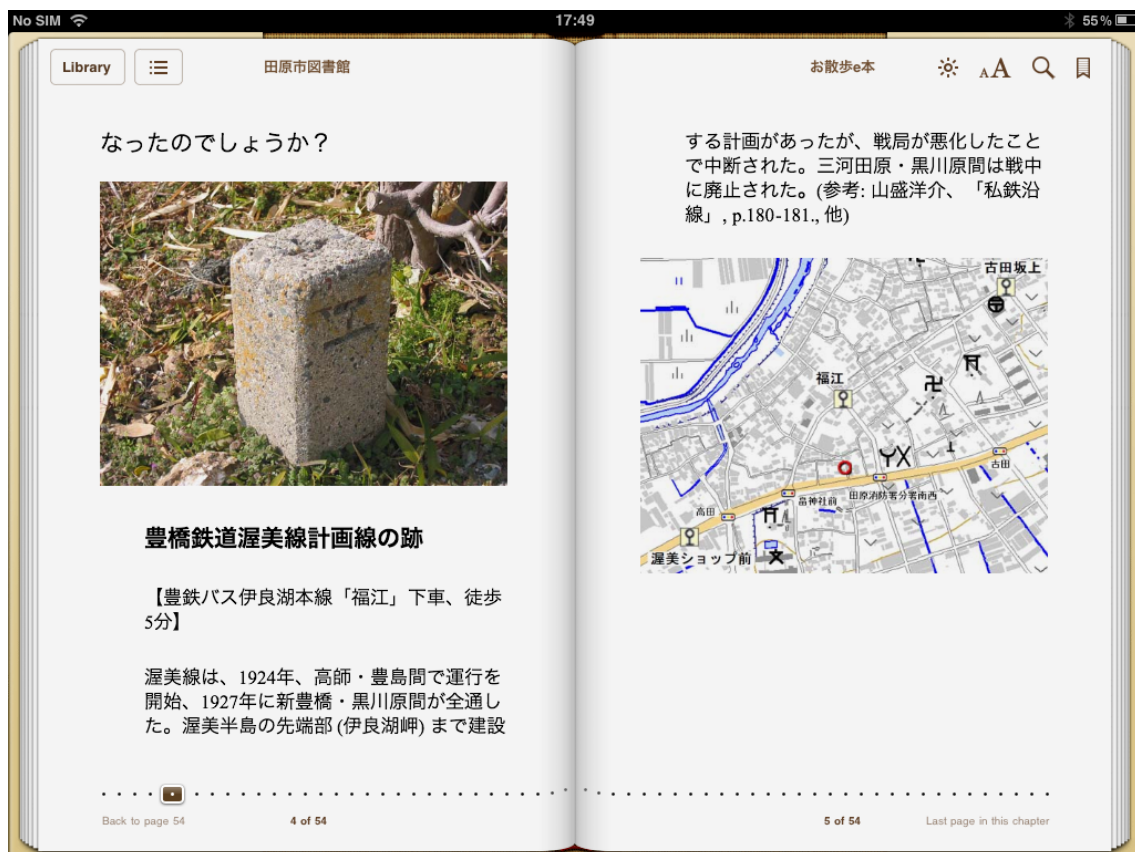 No SIM 17:49 55%
Library 田原市図書館 お散歩e本 AA
なったのでしょうか？
豊橋鉄道渥美線計画線の跡
【豊鉄バス伊良湖本線「福江」下車、徒歩
5分】
渥美線は、1924年、高師・豊島間で運行を
開始、1927年に新豊橋・黒川原間が全通し
た。渥美半島の先端部 (伊良湖岬) まで建設
Back to page 54 4 of 54
する計画があったが、戦局が悪化したこと
で中断された。三河田原・黒川原間は戦中
に廃止された。(参考: 山盛洋介、「私鉄沿
線」, p.180-181., 他)
古田坂上
福江
古田
田原消防署分署南西
畠神社前
高田
渥美ショップ前
5 of 54 Last page in this chapter